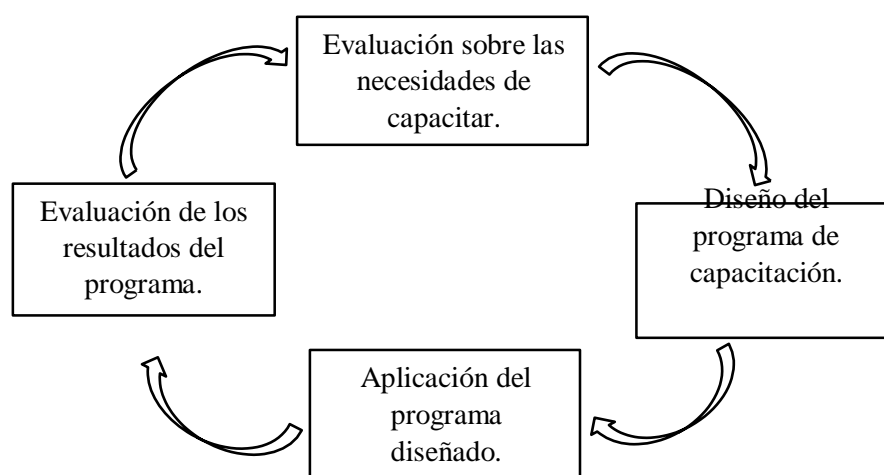 Evaluación sobre las
necesidades de
capacitar.
Diseño del
programa de
capacitación.
Aplicación del
programa
diseñado.
Evaluación de los
resultados del
programa.